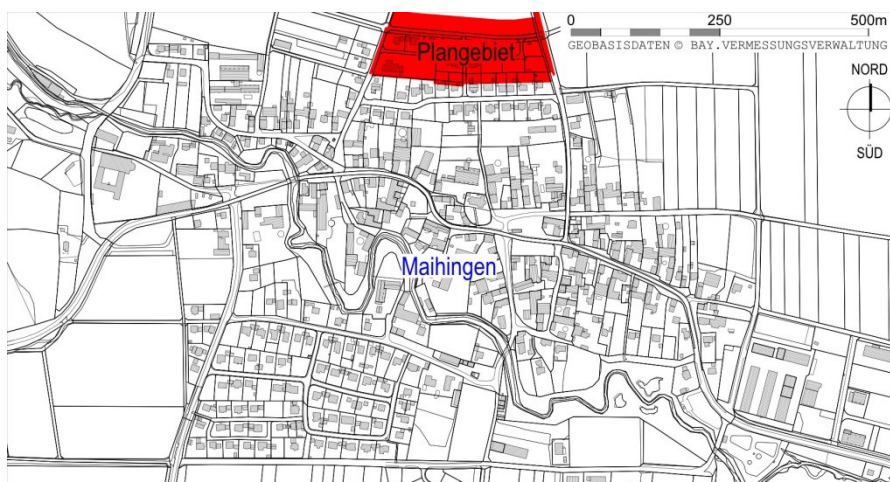 0 250 500m
Plangebiet
GEOBASISDATEN © BAY.VERMESSUNGSVERWALTUNG
NORD
SÜD
Maihingen